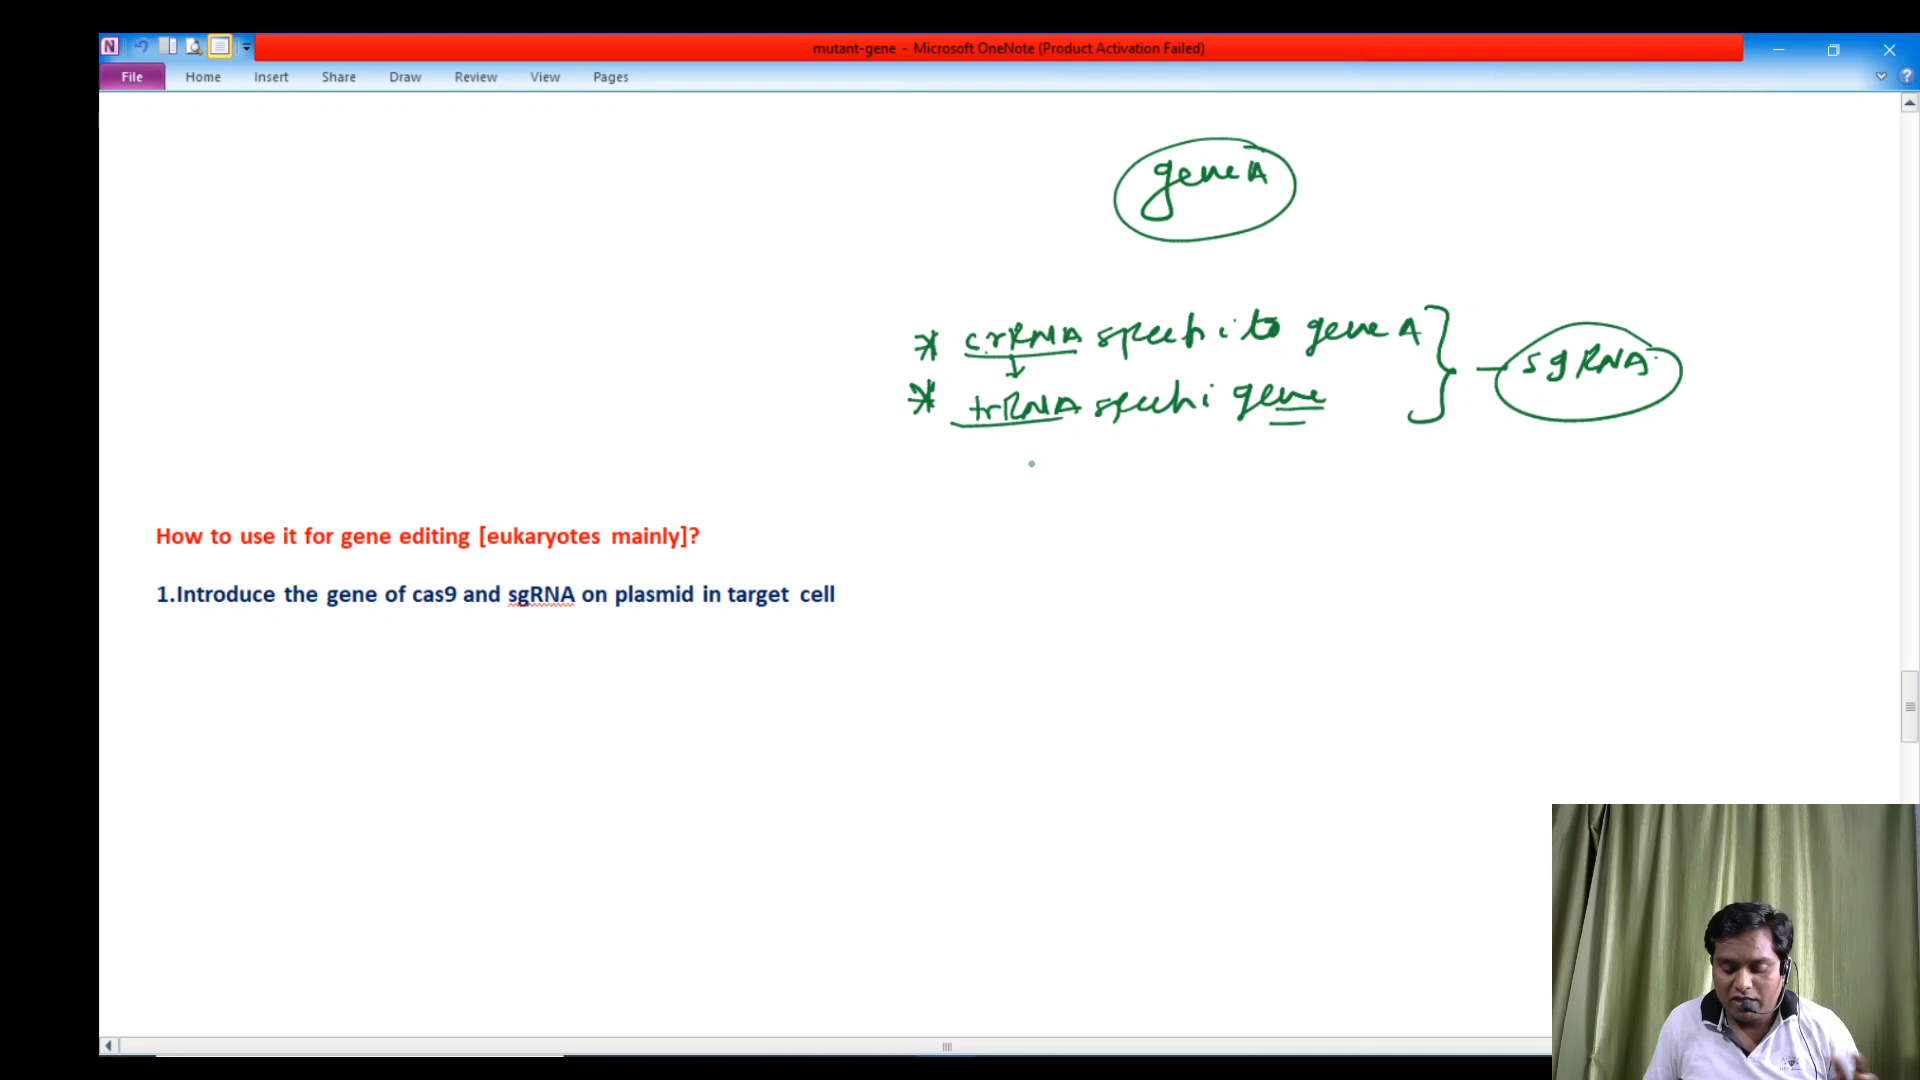 mutant-gene - Microsoft OneNote (Product Activation Failed)
File Home Insert Share Draw Review View Pages
gene A
* crRNA specifi to gene A
* trRNA specifi gene
sgRNA
How to use it for gene editing [eukaryotes mainly]?
1.Introduce the gene of cas9 and sgRNA on plasmid in target cell